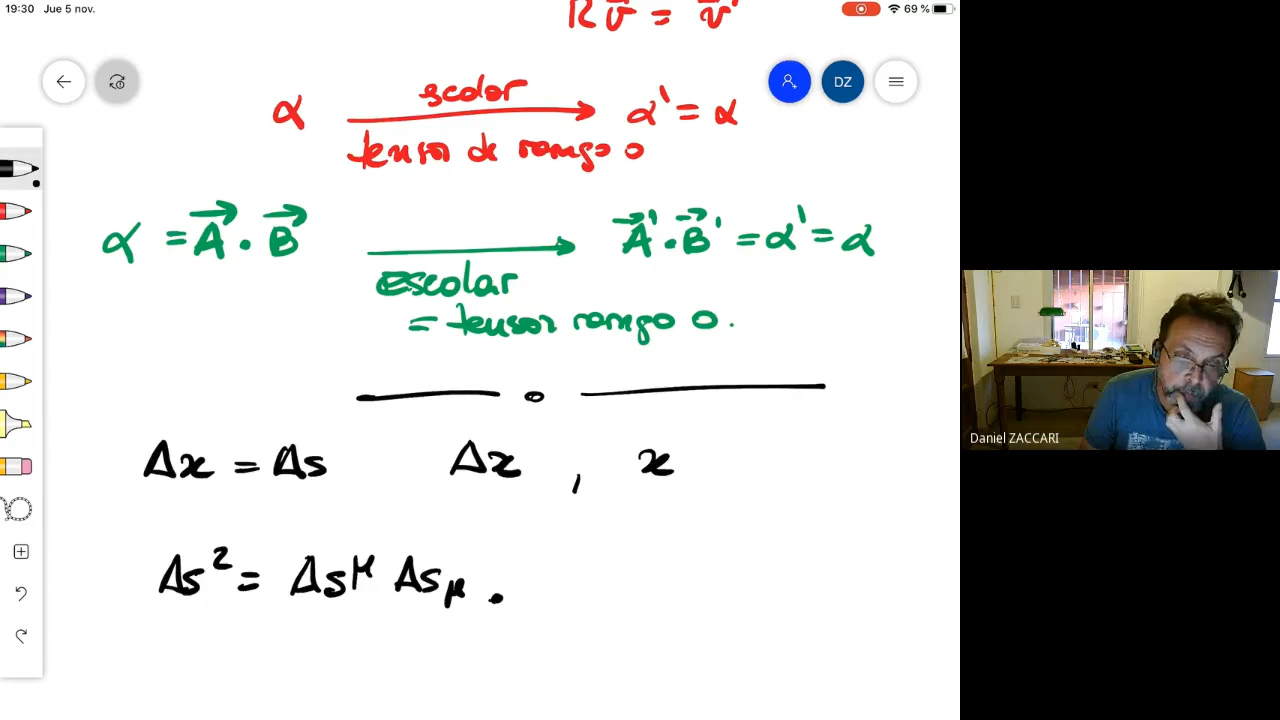 19:30 Jue 5 nov.
69 %
R v⃗ = v⃗'
DZ
α escalar α' = α
tensor de rango 0
α = A⃗ · B⃗ A⃗' · B⃗' = α' = α
escalar
= tensor rango 0.
Δx = Δs Δx , x
Δs² = Δs^μ Δs_μ .
Daniel ZACCARI